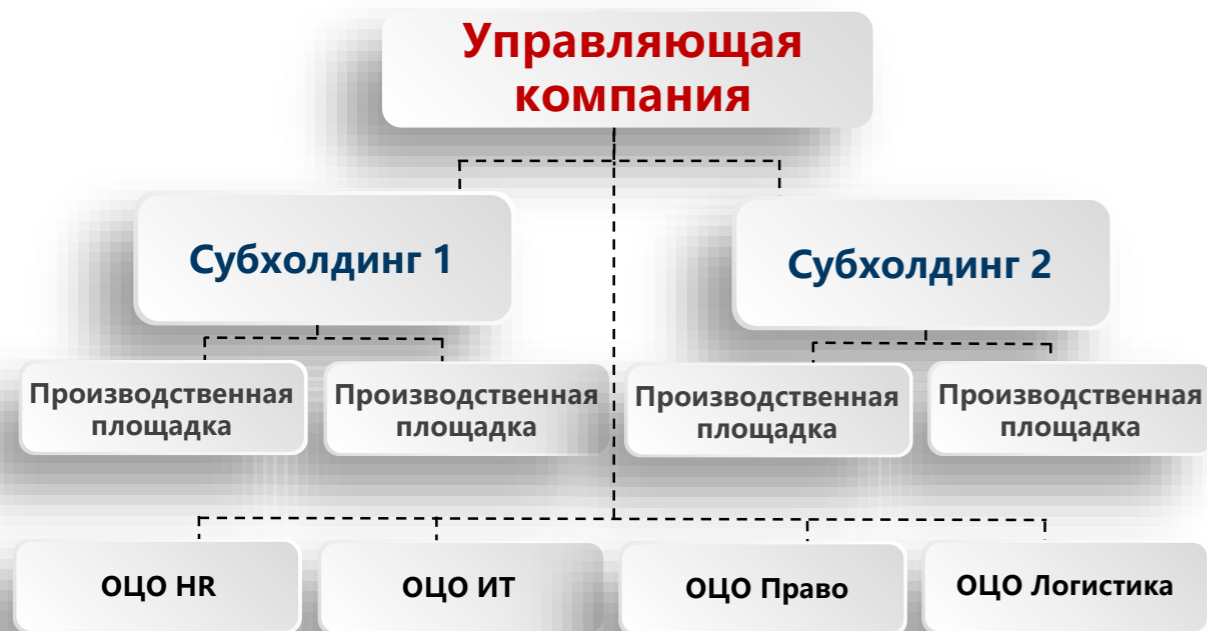 Управляющая
компания
Субхолдинг 1
Субхолдинг 2
Производственная
площадка
Производственная
площадка
Производственная
площадка
Производственная
площадка
ОЦО HR
ОЦО ИТ
ОЦО Право
ОЦО Логистика